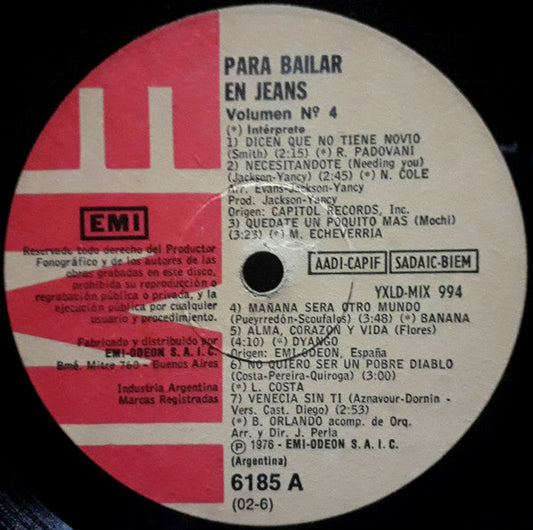 PARA BAILAR
EN JEANS
Volumen Nº 4
(*) Intérprete
1) DICEN QUE NO TIENE NOVIO
(Smith) (2:15) (*) R. PADOVANI
2) NECESITANDOTE (Needing you)
(Jackson-Yancy) (2:45) (*) N. COLE
Arr. Evans-Jackson-Yancy
Prod. Jackson-Yancy
Origen: CAPITOL RECORDS, Inc.
3) QUEDATE UN POQUITO MAS (Mochi)
(3:23) (*) M. ECHEVERRIA
EMI
Reservado todo derecho del Productor
Fonográfico y de los autores de las
obras grabadas en este disco,
prohibida su reproducción o
regrabación pública o privada, y la
ejecución pública por cualquier
usuario y procedimiento.
Fabricado y distribuido por
EMI-ODEON S. A. I. C.
Bmé. Mitre 760 - Buenos Aires
Industria Argentina
Marcas Registradas
AADI-CAPIF SADAIC-BIEM
YXLD-MIX 994
4) MAÑANA SERA OTRO MUNDO
(Pueyrredón-Scoufalos) (3:48) (*) BANANA
5) ALMA, CORAZON Y VIDA (Flores)
(4:10) (*) DYANGO
Origen: EMI-ODEON, España
6) NO QUIERO SER UN POBRE DIABLO
(Costa-Pereira-Quiroga) (3:00)
(*) L. COSTA
7) VENECIA SIN TI (Aznavour-Dornin -
Vers. Cast. Diego) (2:53)
(*) B. ORLANDO acomp. de Orq.
Arr. y Dir. J. Perla
Ⓟ 1976 - EMI-ODEON S. A. I. C.
(Argentina)
6185 A
(02-6)